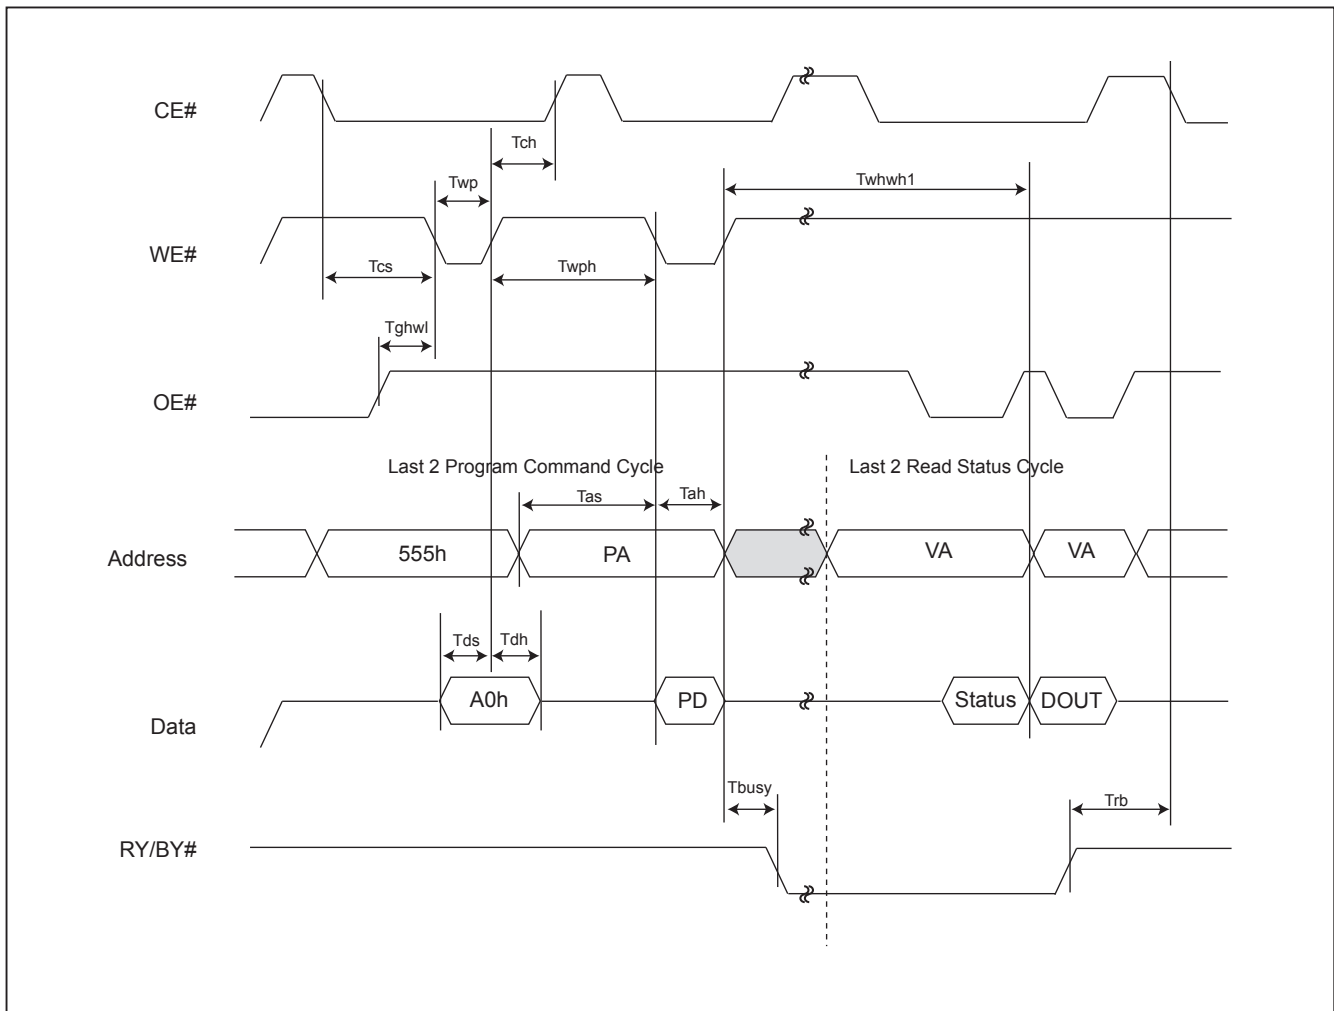 CE#
Tch
Twp
Twhwh1
WE#
Tcs
Twph
Tghwl
OE#
Last 2 Program Command Cycle
Last 2 Read Status Cycle
Tas
Tah
Address
555h
PA
VA
VA
Tds
Tdh
A0h
PD
Status
DOUT
Data
Tbusy
Trb
RY/BY#